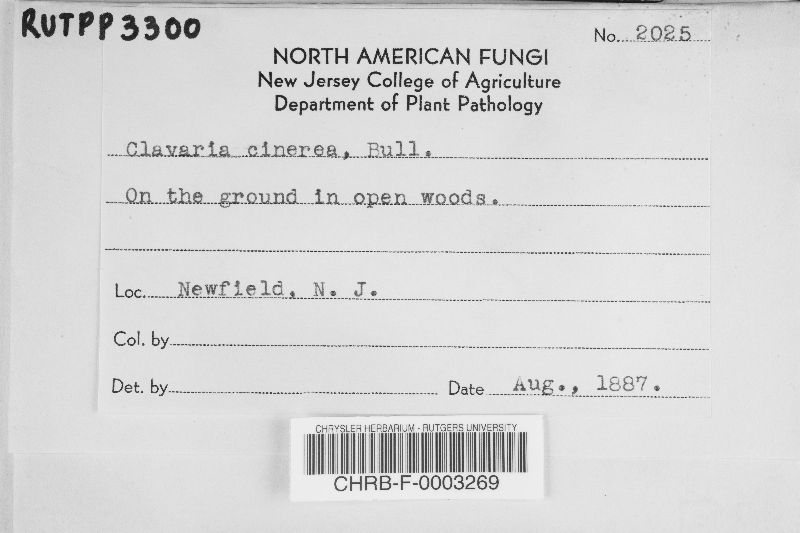 RUTPP3300
No. 2025
NORTH AMERICAN FUNGI
New Jersey College of Agriculture
Department of Plant Pathology
Clavaria cinerea, Bull.
On the ground in open woods.
Loc. Newfield, N. J.
Col. by
Det. by Date Aug., 1887.
CHRYSLER HERBARIUM - RUTGERS UNIVERSITY
CHRB-F-0003269